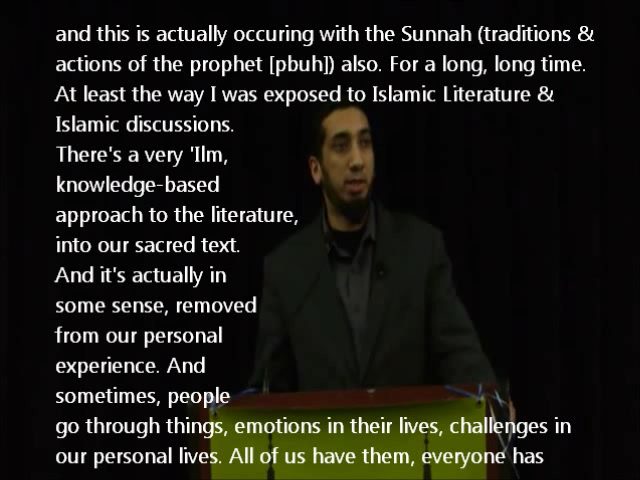 and this is actually occuring with the Sunnah (traditions &
actions of the prophet [pbuh]) also. For a long, long time.
At least the way I was exposed to Islamic Literature &
Islamic discussions.
There's a very 'Ilm,
knowledge-based
approach to the literature,
into our sacred text.
And it's actually in
some sense, removed
from our personal
experience. And
sometimes, people
go through things, emotions in their lives, challenges in
our personal lives. All of us have them, everyone has